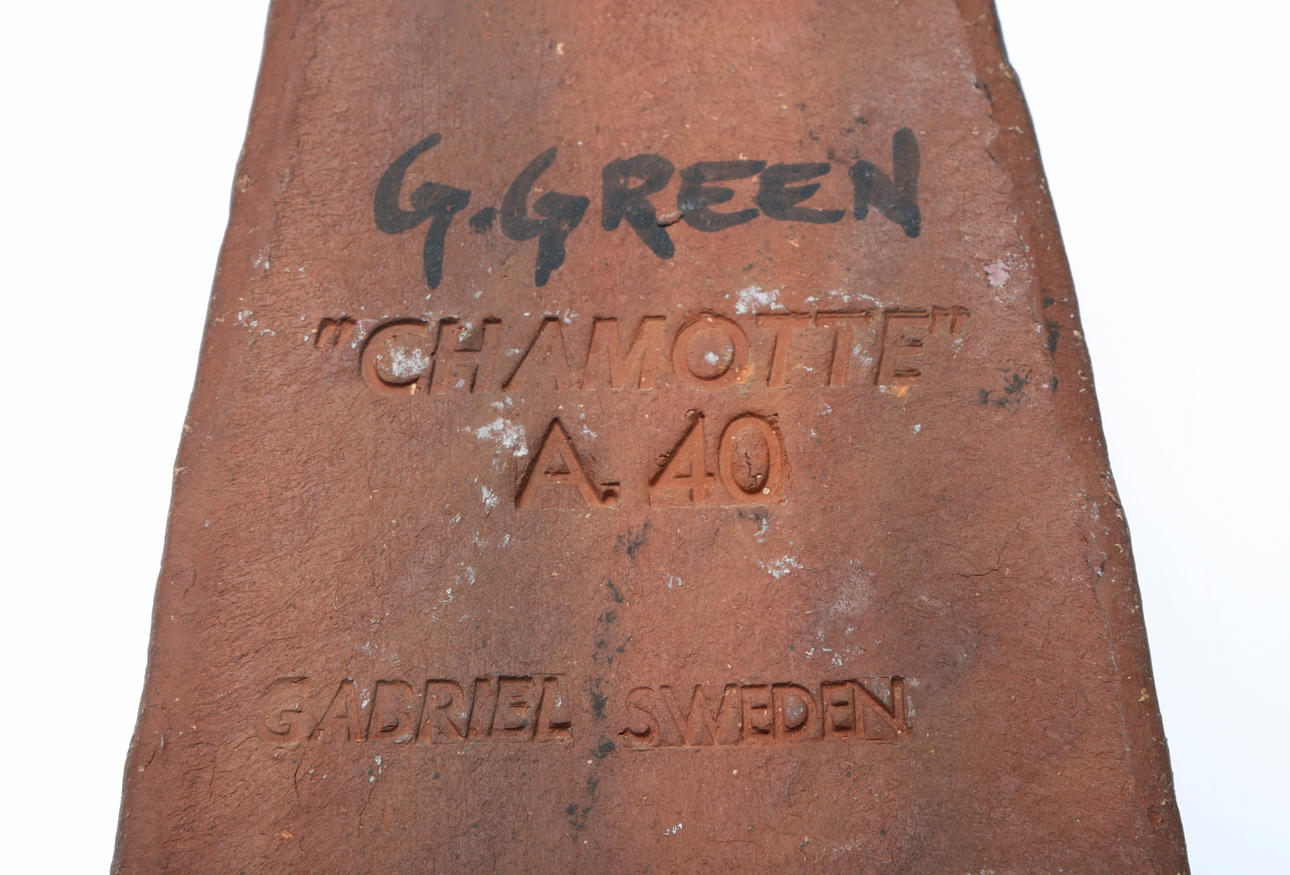 G.GREEN
"CHAMOTTE"
A. 40
GABRIEL SWEDEN